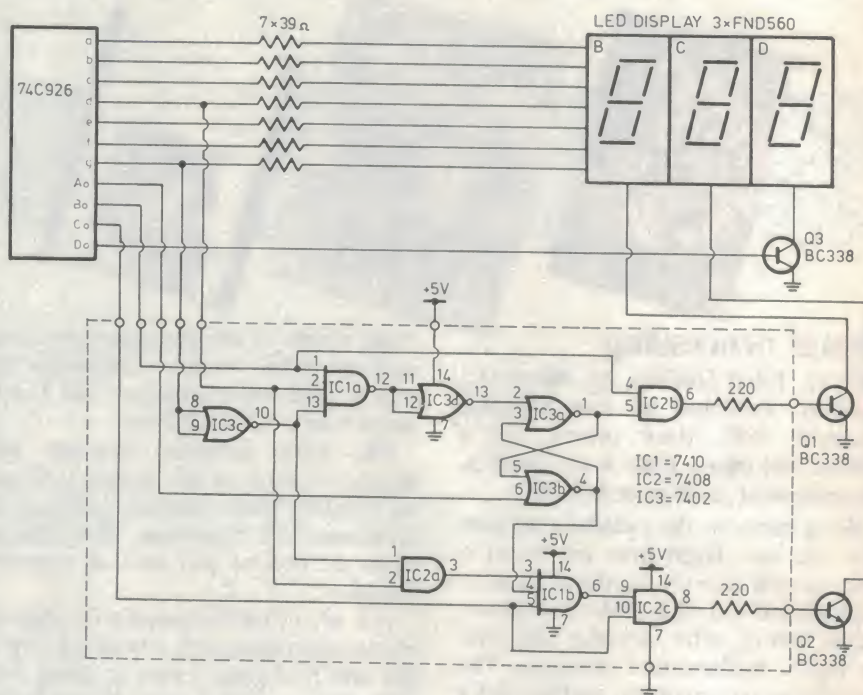 7×39Ω
LED DISPLAY 3×FND560
74C926
a
b
c
d
e
f
g
Ao
Bo
Co
Do
B
C
D
Q3
BC338
+5V
1
2
13
IC1a
12
11
12
14
IC3d
7
13
2
3
IC3a
1
4
5
IC2b
6
220
8
9
IC3c
10
5
6
IC3b
4
IC1 = 7410
IC2 = 7408
IC3 = 7402
Q1
BC338
1
2
IC2a
3
+5V
3
4
5
14
IC1b
7
6
+5V
9
10
14
IC2c
7
8
220
Q2
BC338